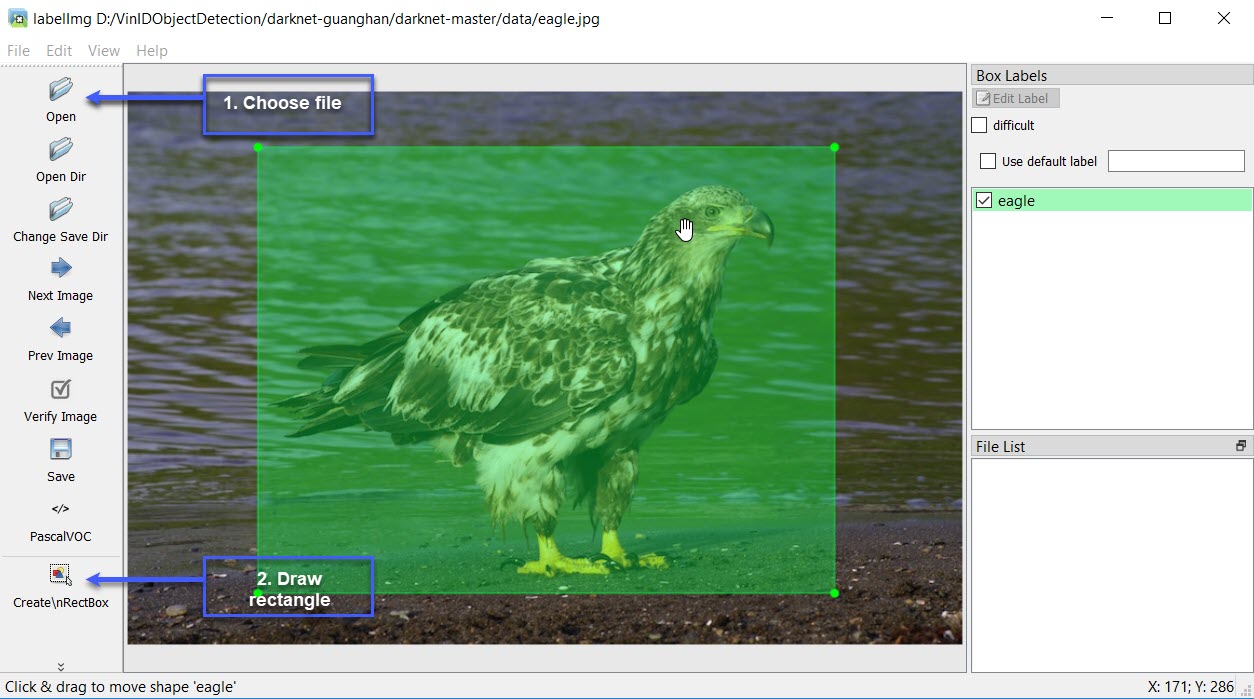 labelImg D:/VinIDObjectDetection/darknet-guanghan/darknet-master/data/eagle.jpg
File Edit View Help
Open
Open Dir
Change Save Dir
Next Image
Prev Image
Verify Image
Save
</>
PascalVOC
Create\nRectBox
1. Choose file
2. Draw
rectangle
Box Labels
Edit Label
difficult
Use default label
eagle
File List
Click & drag to move shape 'eagle'
X: 171; Y: 286